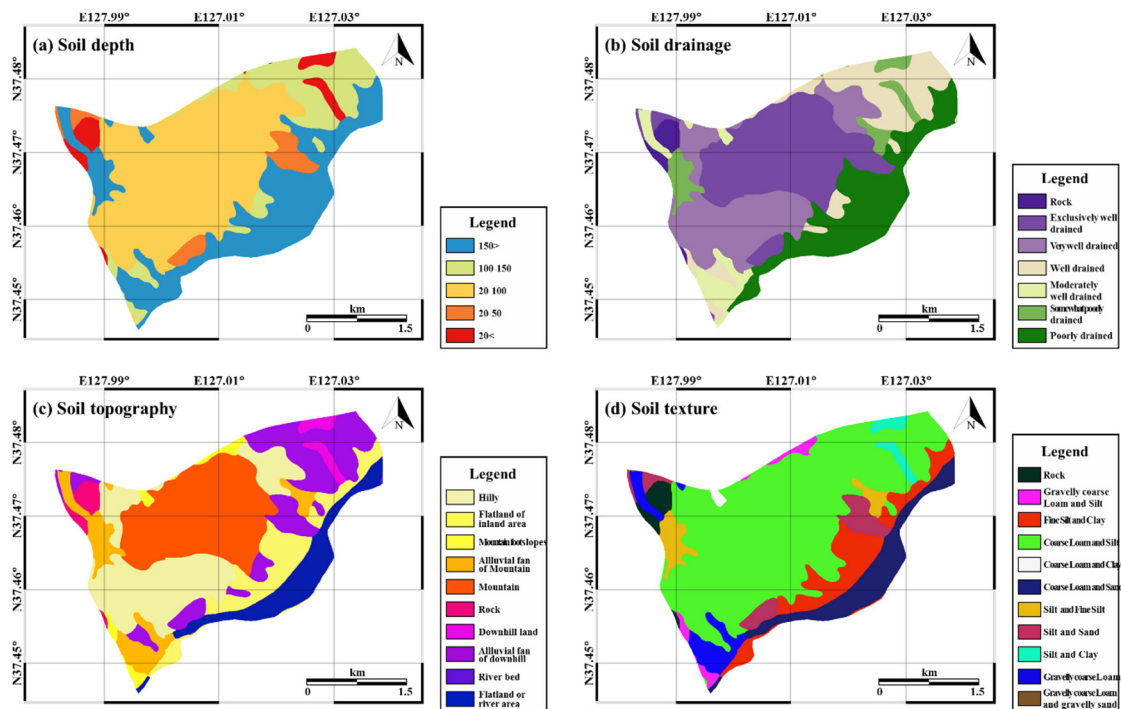 E127.99° E127.01° E127.03°
(a) Soil depth
N
N37.48°
N37.47°
N37.46°
N37.45°
km
0 1.5
Legend
150>
100-150
20-100
20-50
20<
E127.99° E127.01° E127.03°
(b) Soil drainage
N
N37.48°
N37.47°
N37.46°
N37.45°
km
0 1.5
Legend
Rock
Exclusively well
drained
Verywell drained
Well drained
Moderately
well drained
Somewhat poorly
drained
Poorly drained
E127.99° E127.01° E127.03°
(c) Soil topography
N
N37.48°
N37.47°
N37.46°
N37.45°
km
0 1.5
Legend
Hilly
Flatland of
inland area
Mountain foot slopes
Allluvial fan
of Mountain
Mountain
Rock
Downhill land
Allluvial fan
of downhill
River bed
Flatland or
river area
E127.99° E127.01° E127.03°
(d) Soil texture
N
N37.48°
N37.47°
N37.46°
N37.45°
km
0 1.5
Legend
Rock
Gravelly coarse
Loam and Silt
Fine Silt and Clay
Coarse Loam and Silt
Coarse Loam and Clay
Coarse Loam and Sand
Silt and Fine Silt
Silt and Sand
Silt and Clay
Gravelly coarse Loam
Gravelly coarse Loam
and gravelly sand